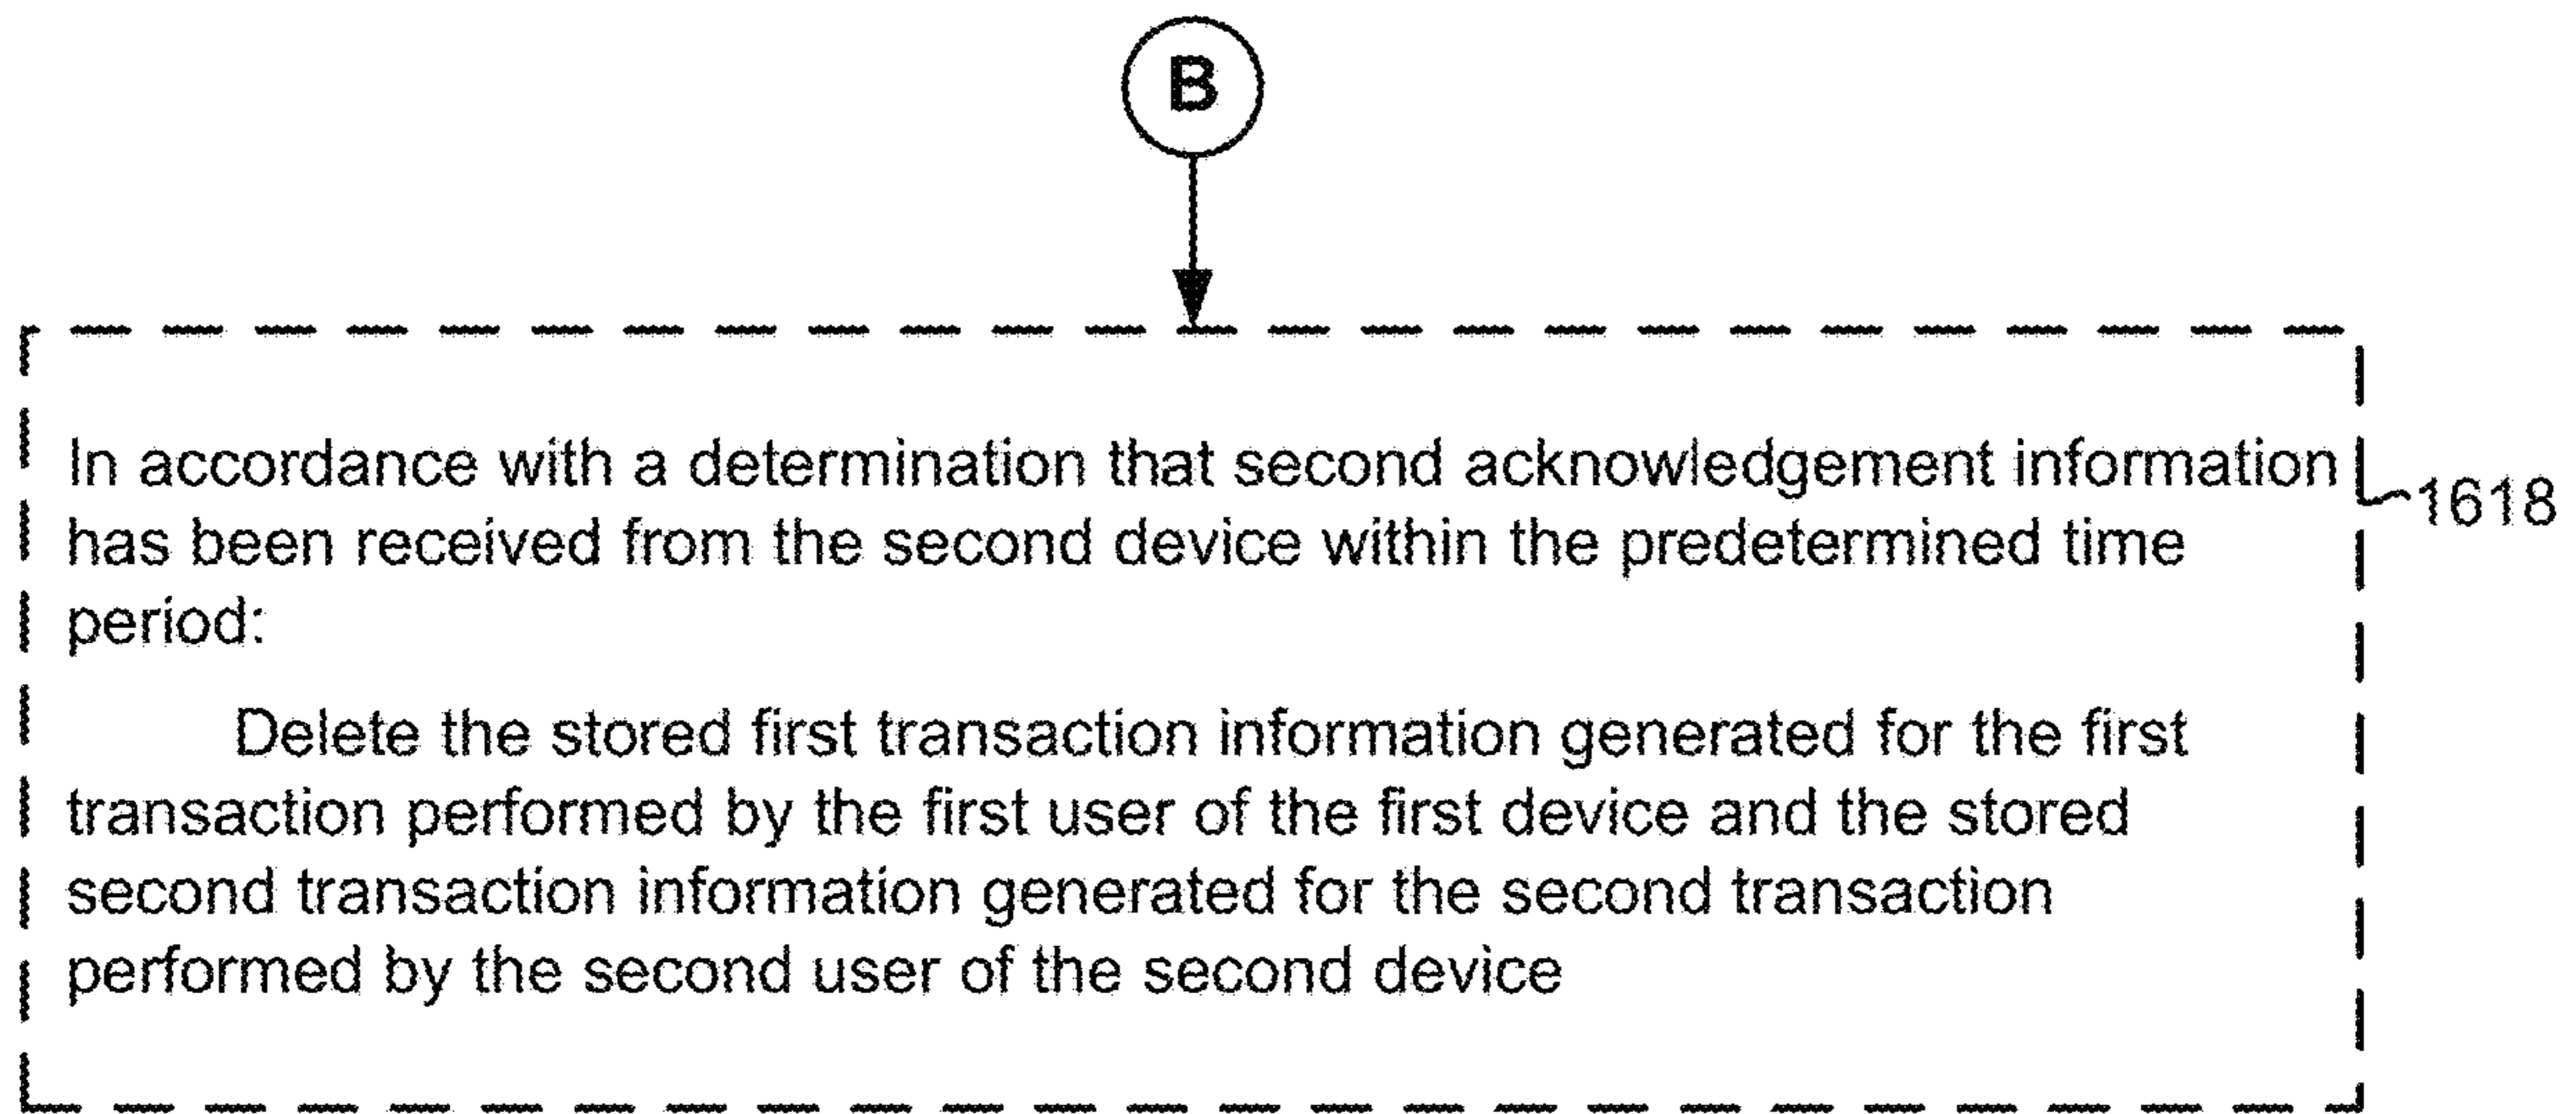 B
In accordance with a determination that second acknowledgement information
has been received from the second device within the predetermined time
period:
Delete the stored first transaction information generated for the first
transaction performed by the first user of the first device and the stored
second transaction information generated for the second transaction
performed by the second user of the second device
1618